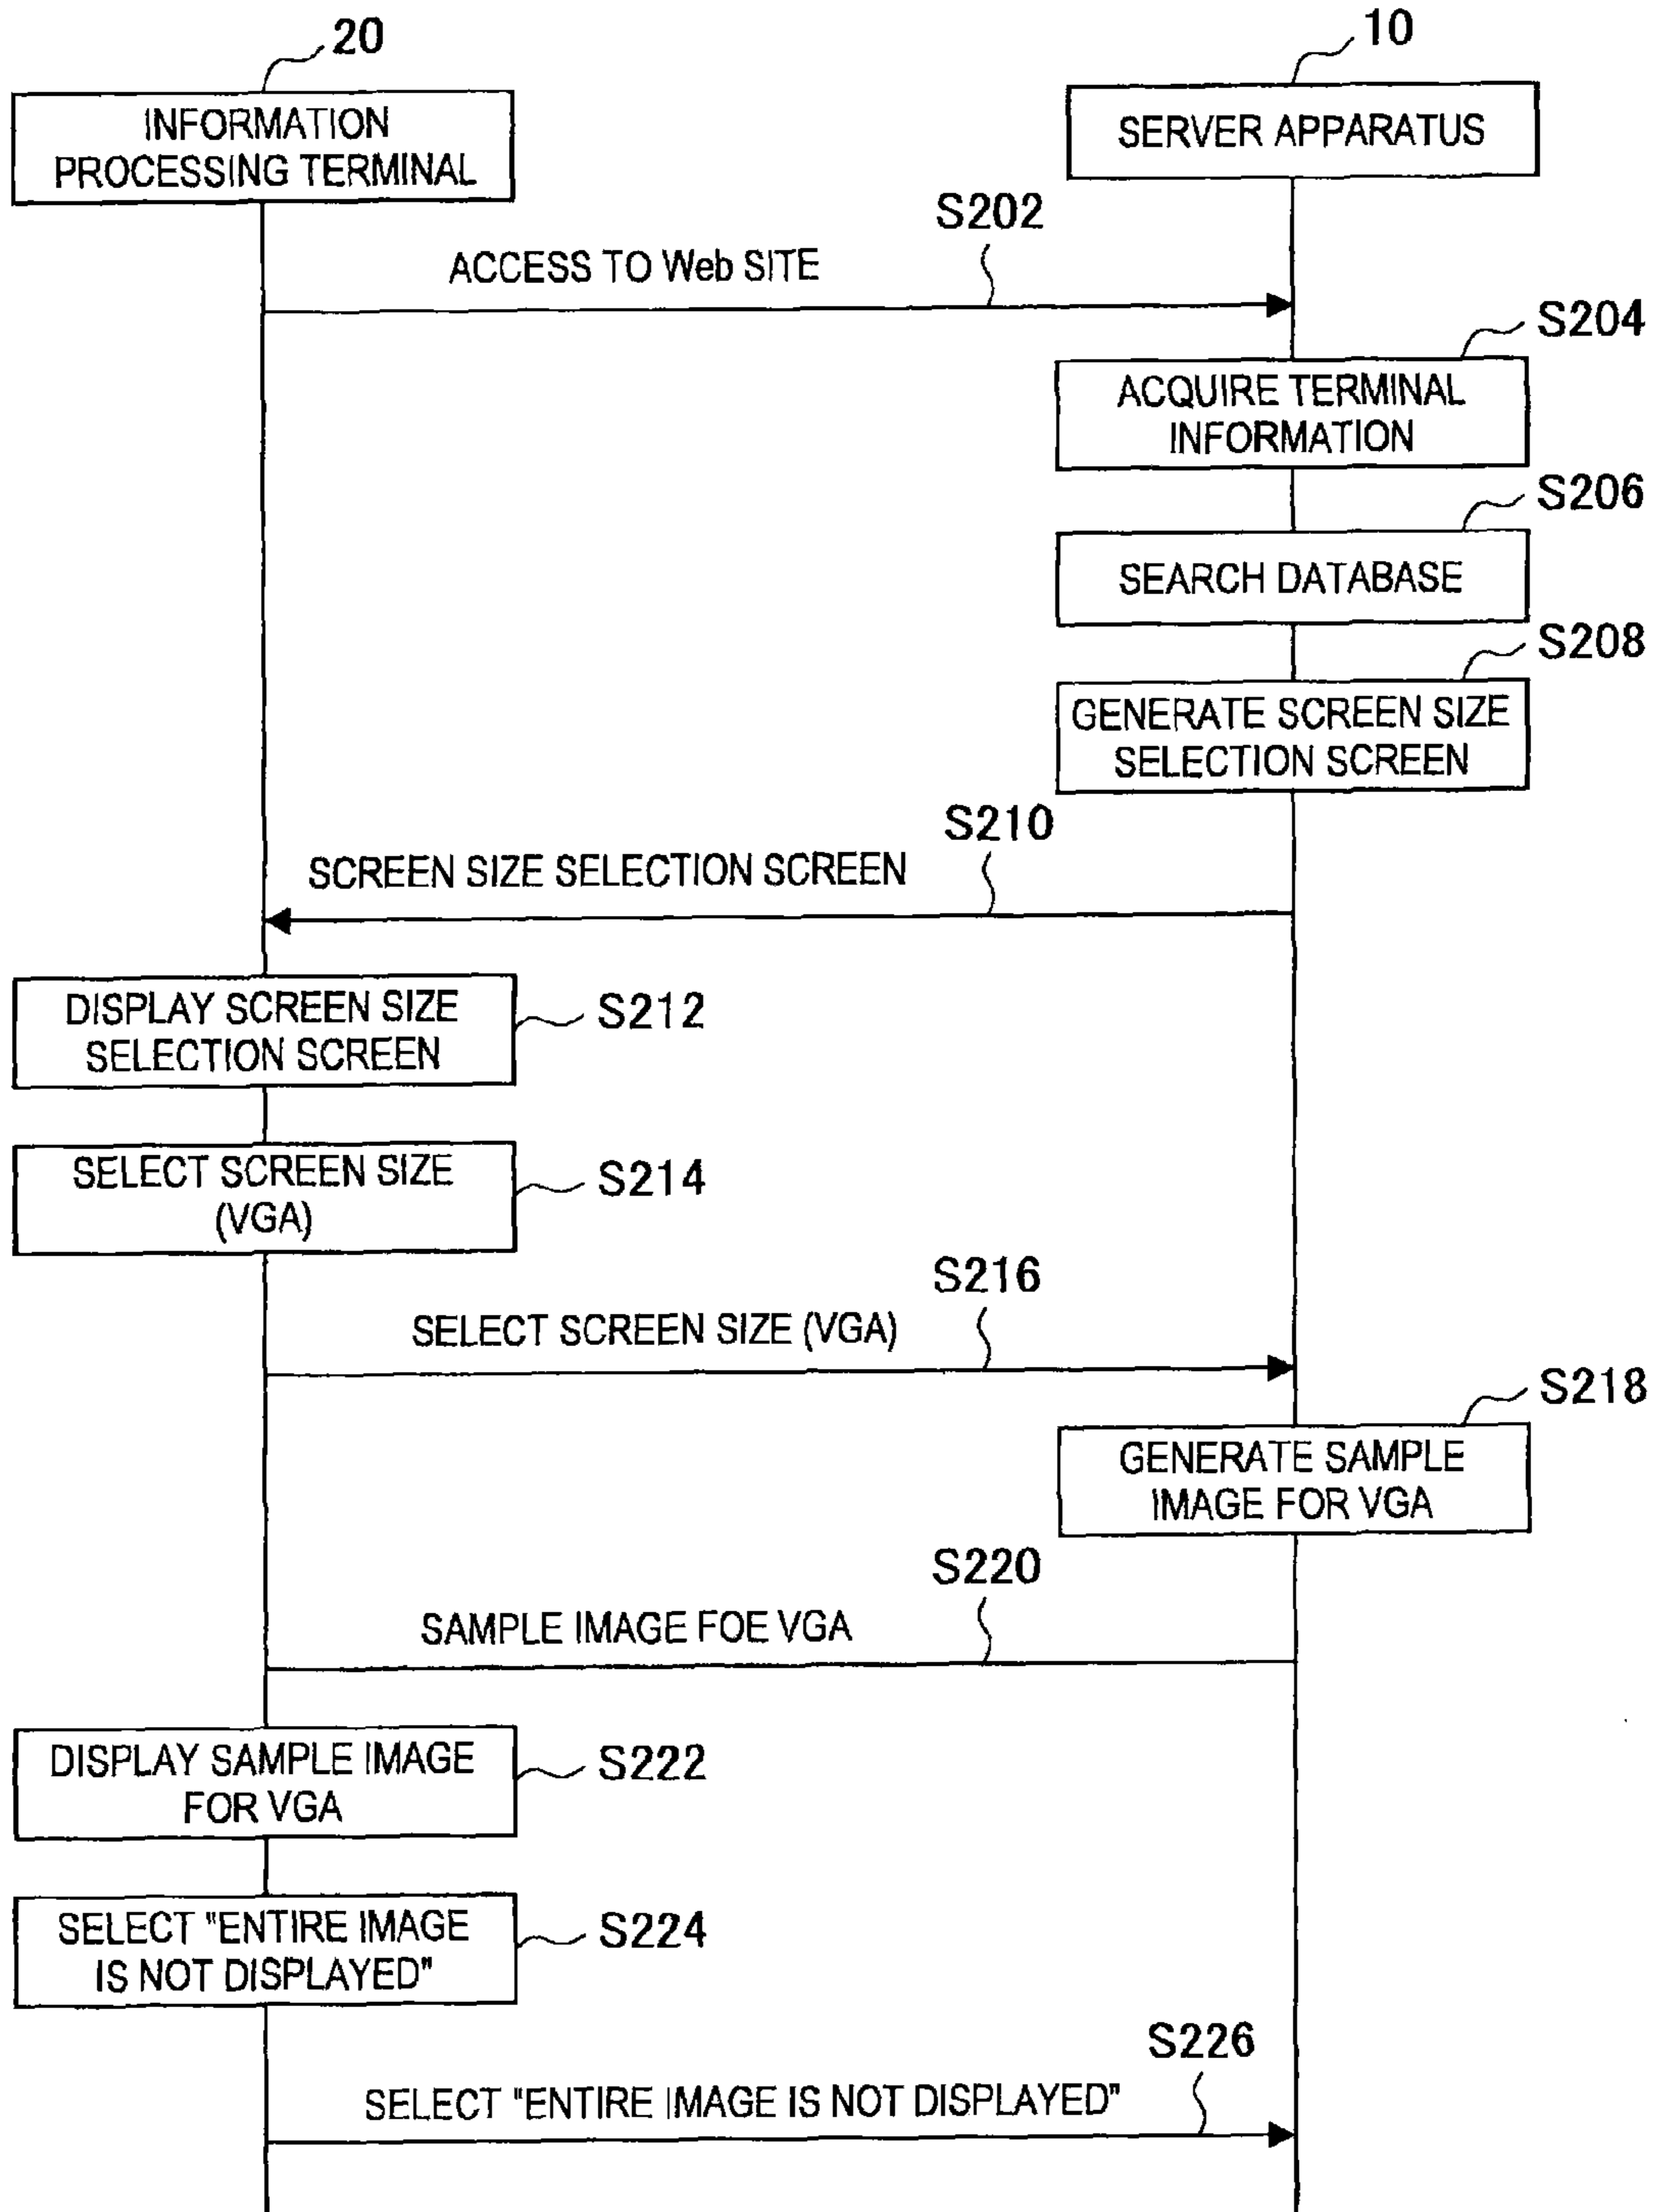 20
10
INFORMATION
PROCESSING TERMINAL
SERVER APPARATUS
S202
ACCESS TO Web SITE
S204
ACQUIRE TERMINAL
INFORMATION
S206
SEARCH DATABASE
S208
GENERATE SCREEN SIZE
SELECTION SCREEN
S210
SCREEN SIZE SELECTION SCREEN
DISPLAY SCREEN SIZE
SELECTION SCREEN
S212
SELECT SCREEN SIZE
(VGA)
S214
S216
SELECT SCREEN SIZE (VGA)
S218
GENERATE SAMPLE
IMAGE FOR VGA
S220
SAMPLE IMAGE FOE VGA
DISPLAY SAMPLE IMAGE
FOR VGA
S222
SELECT "ENTIRE IMAGE
IS NOT DISPLAYED"
S224
S226
SELECT "ENTIRE IMAGE IS NOT DISPLAYED"